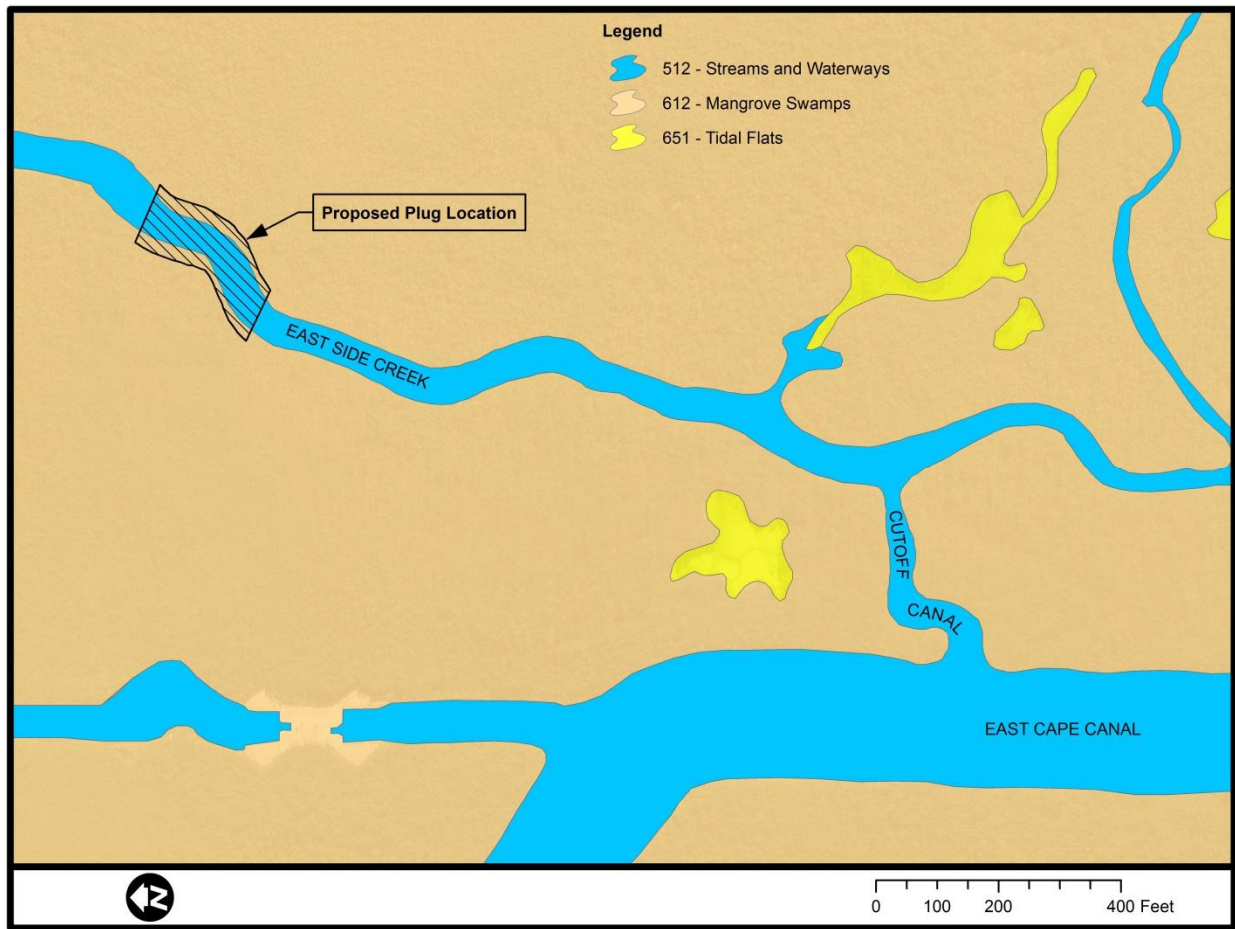 Legend
512 - Streams and Waterways
612 - Mangrove Swamps
651 - Tidal Flats
Proposed Plug Location
EAST SIDE CREEK
CUTOFF
CANAL
EAST CAPE CANAL
N
0 100 200 400 Feet